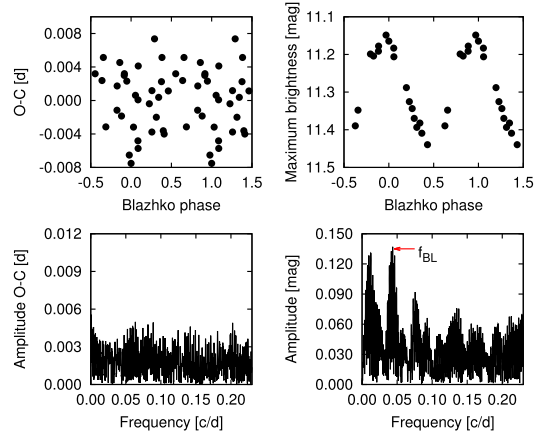 0.008
0.004
0.000
-0.004
-0.008
O-C [d]
-0.5 0.0 0.5 1.0 1.5
Blazhko phase
11.1
11.2
11.3
11.4
11.5
Maximum brightness [mag]
-0.5 0.0 0.5 1.0 1.5
Blazhko phase
0.012
0.009
0.006
0.003
0.000
Amplitude O-C [d]
0.00 0.05 0.10 0.15 0.20
Frequency [c/d]
0.150
0.120
0.090
0.060
0.030
0.000
Amplitude [mag]
fBL
0.00 0.05 0.10 0.15 0.20
Frequency [c/d]